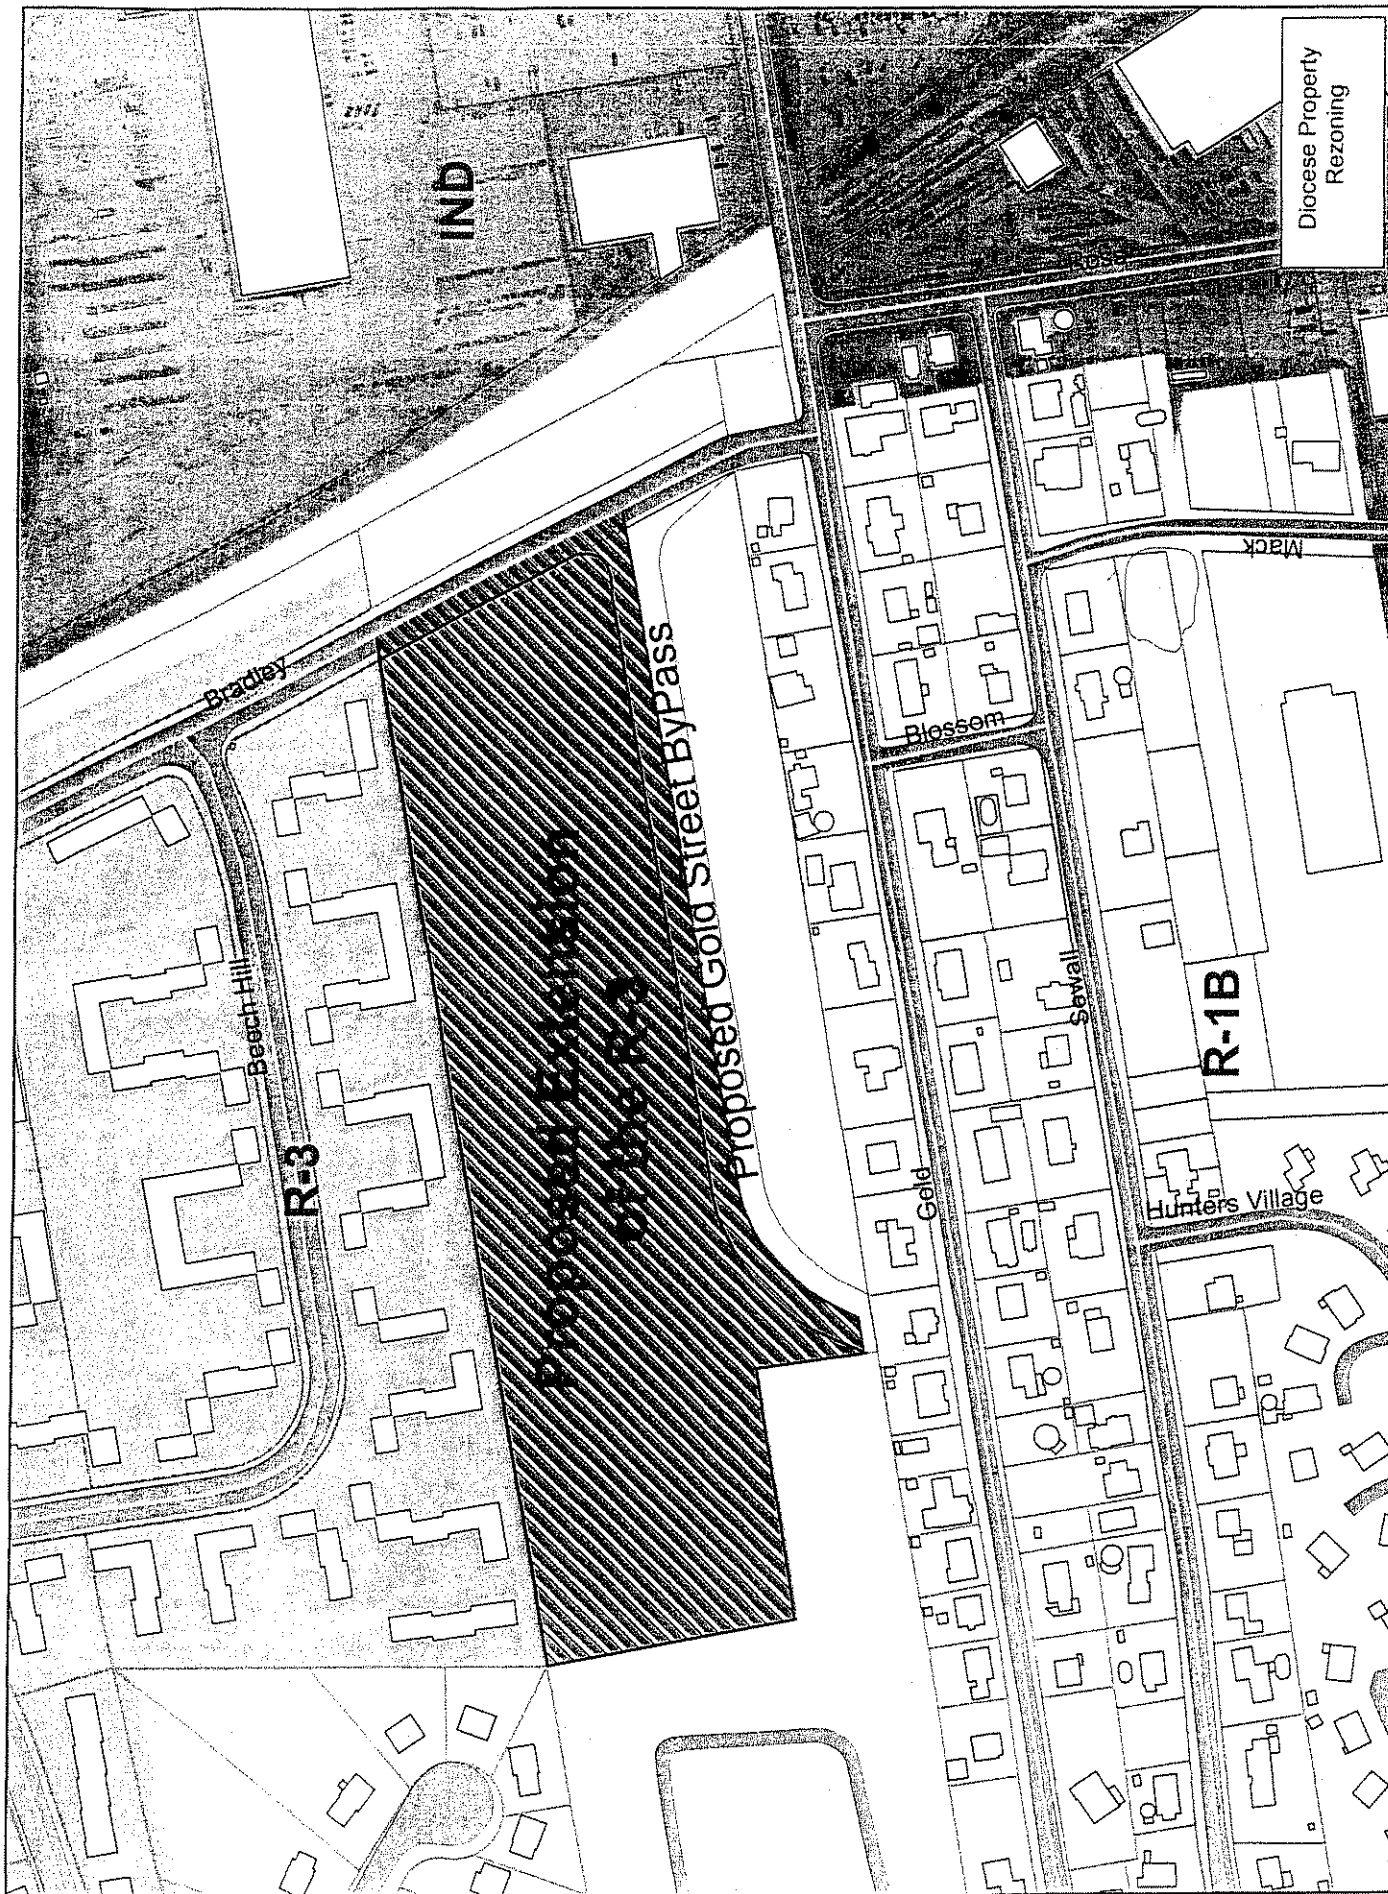 Diocese Property
Rezoning
IND
Rose
Bradley
Beech Hill
R-3
Proposed Extension
of the R-3
Proposed Gold Street ByPass
Blossom
Mack
Gold
Sewall
R-1B
Hunters Village